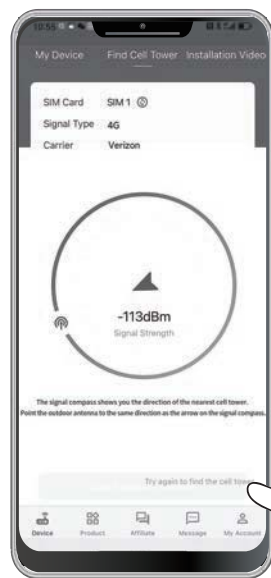 10:55
My Device Find Cell Tower Installation Video
SIM Card SIM 1
Signal Type 4G
Carrier Verizon
-113dBm
Signal Strength
The signal compass shows you the direction of the nearest cell tower.
Point the outdoor antenna to the same direction as the arrow on the signal compass.
Try again to find the cell tower
Device Product Affiliate Message My Account